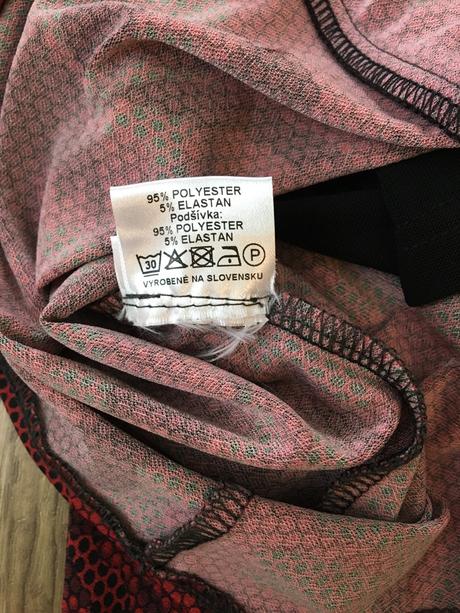 95% POLYESTER
5% ELASTAN
Podšívka:
95% POLYESTER
5% ELASTAN
30 P
VYROBENÉ NA SLOVENSKU